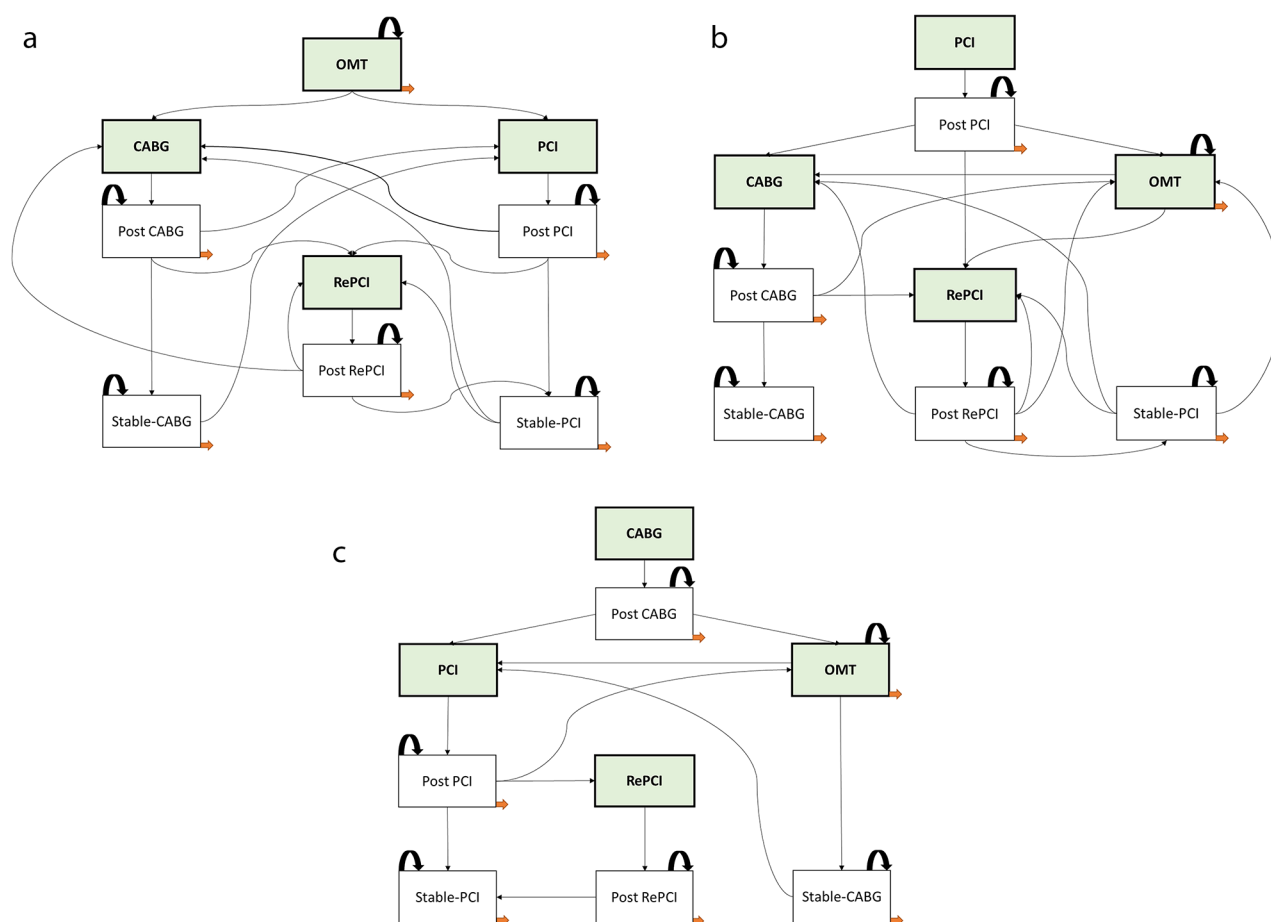 a
OMT
CABG
PCI
Post CABG
Post PCI
RePCI
Post RePCI
Stable-CABG
Stable-PCI
b
PCI
Post PCI
CABG
OMT
Post CABG
RePCI
Stable-CABG
Post RePCI
Stable-PCI
c
CABG
Post CABG
PCI
OMT
Post PCI
RePCI
Stable-PCI
Post RePCI
Stable-CABG